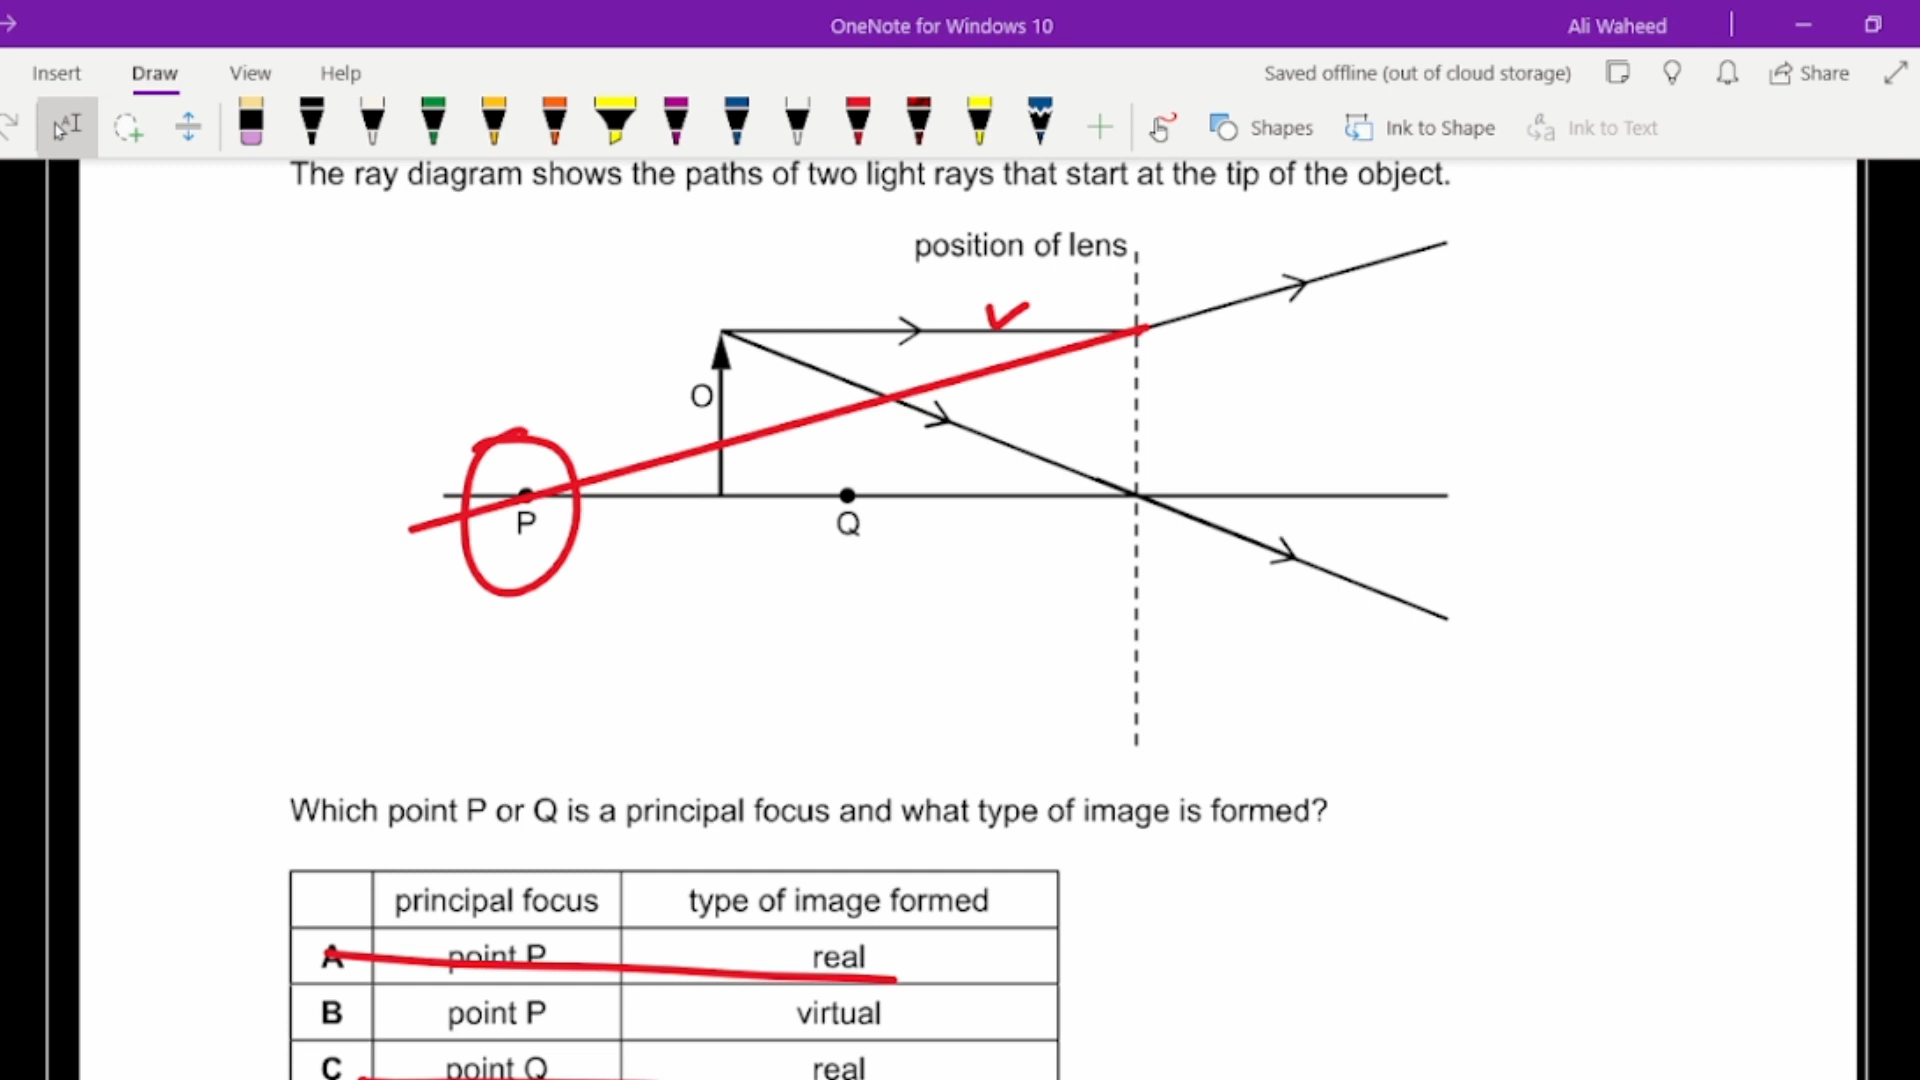 OneNote for Windows 10
Ali Waheed
Insert Draw View Help
Saved offline (out of cloud storage)
Share
Shapes
Ink to Shape
Ink to Text
The ray diagram shows the paths of two light rays that start at the tip of the object.
position of lens
O
P
Q
Which point P or Q is a principal focus and what type of image is formed?
principal focus type of image formed
A point P real
B point P virtual
C point Q real